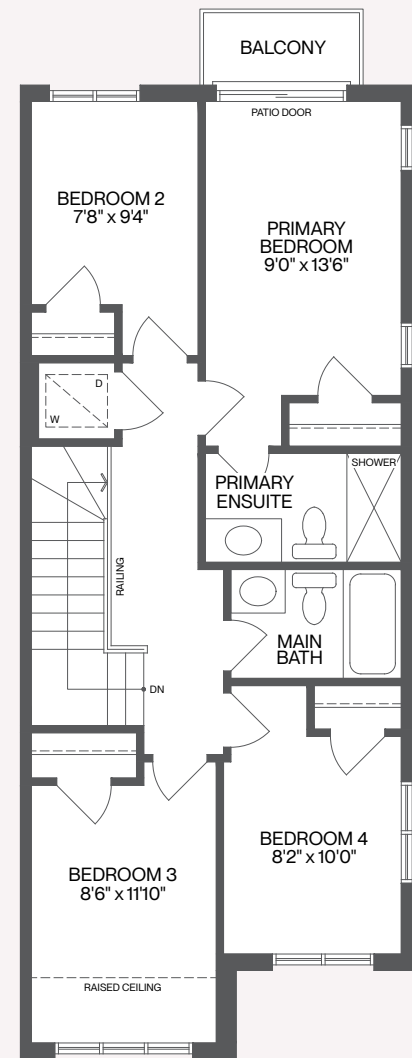 BALCONY
PATIO DOOR
BEDROOM 2
7'8" x 9'4"
PRIMARY
BEDROOM
9'0" x 13'6"
D
W
SHOWER
PRIMARY
ENSUITE
RAILING
MAIN
BATH
DN
BEDROOM 4
8'2" x 10'0"
BEDROOM 3
8'6" x 11'10"
RAISED CEILING